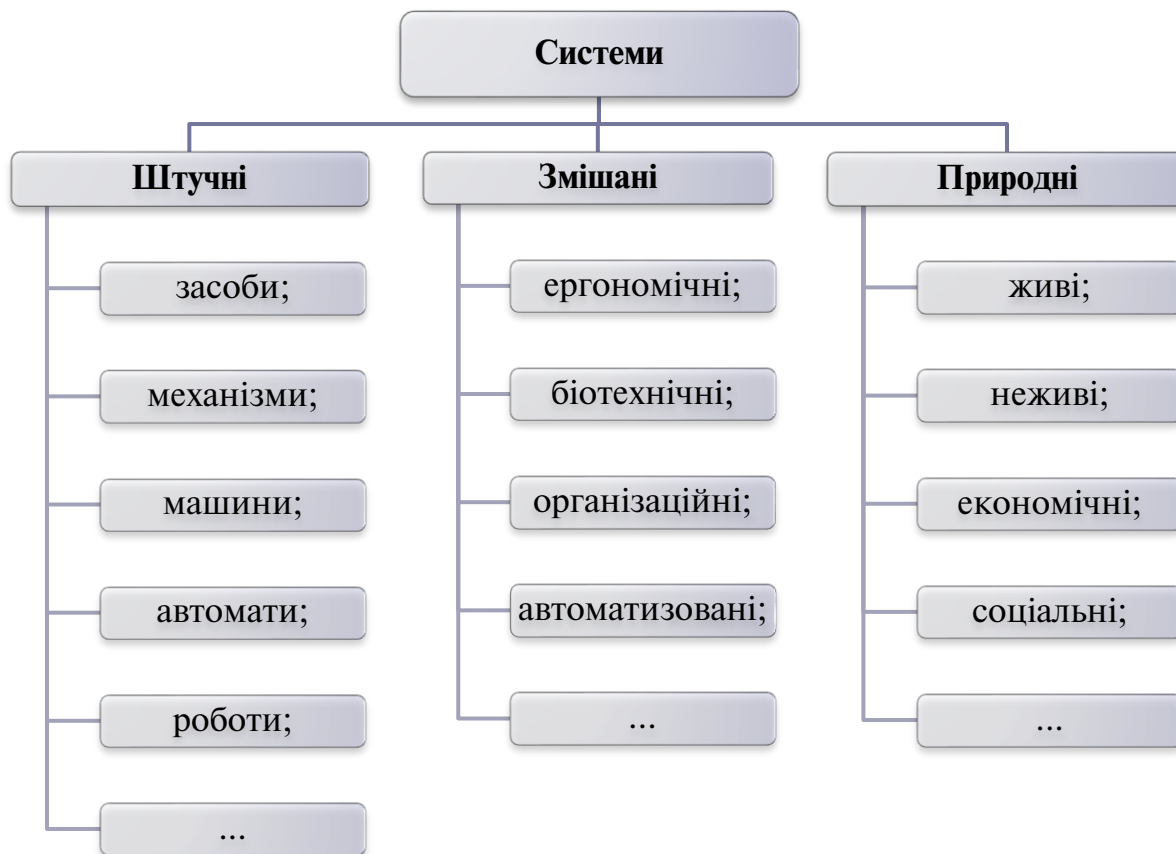 Системи
Штучні
засоби;
механізми;
машини;
автомати;
роботи;
...
Змішані
ергономічні;
біотехнічні;
організаційні;
автоматизовані;
...
Природні
живі;
неживі;
економічні;
соціальні;
...